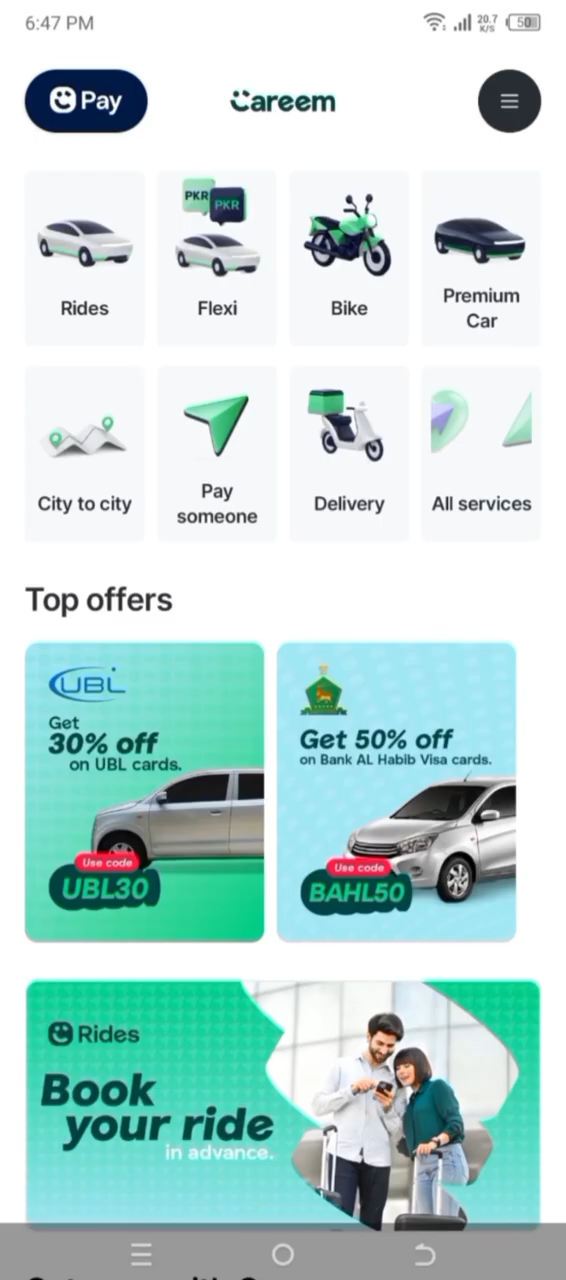 6:47 PM
20.7
K/S
50
Pay
Careem
PKR
PKR
Rides
Flexi
Bike
Premium
Car
City to city
Pay
someone
Delivery
All services
Top offers
UBL
Get
30% off
on UBL cards.
Use code
UBL30
Get 50% off
on Bank AL Habib Visa cards.
Use code
BAHL50
Rides
Book
your ride
in advance.